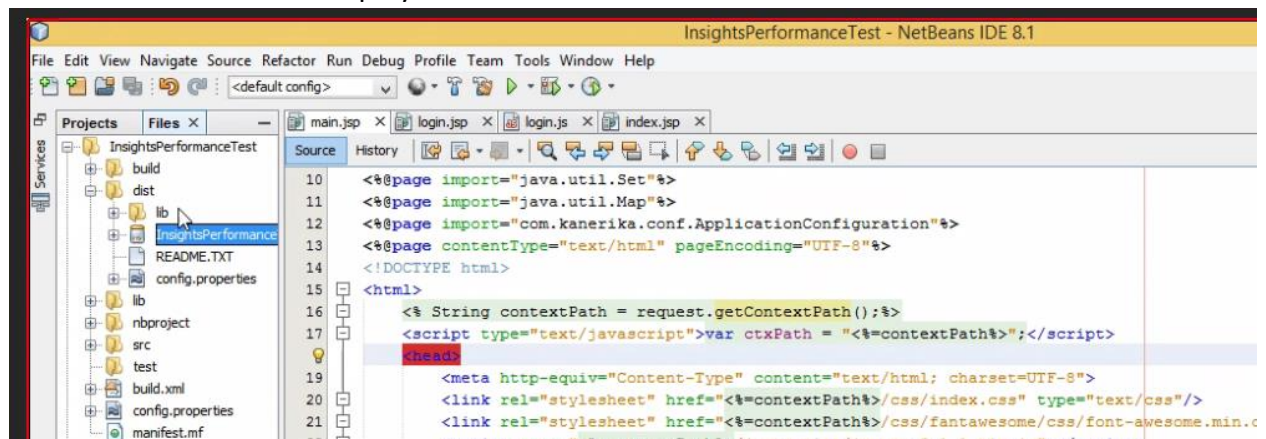 InsightsPerformanceTest - NetBeans IDE 8.1
File Edit View Navigate Source Refactor Run Debug Profile Team Tools Window Help
<default config>
Projects Files
main.jsp login.jsp login.js index.jsp
Services
InsightsPerformanceTest
build
dist
lib
InsightsPerformance
README.TXT
config.properties
lib
nbproject
src
test
build.xml
config.properties
manifest.mf
Source History
10 <%@page import="java.util.Set"%>
11 <%@page import="java.util.Map"%>
12 <%@page import="com.kanerika.conf.ApplicationConfiguration"%>
13 <%@page contentType="text/html" pageEncoding="UTF-8"%>
14 <!DOCTYPE html>
15 <html>
16 <% String contextPath = request.getContextPath();%>
17 <script type="text/javascript">var ctxPath = "<%=contextPath%>";</script>
<head>
19 <meta http-equiv="Content-Type" content="text/html; charset=UTF-8">
20 <link rel="stylesheet" href="<%=contextPath%>/css/index.css" type="text/css"/>
21 <link rel="stylesheet" href="<%=contextPath%>/css/fantawesome/css/font-awesome.min.c